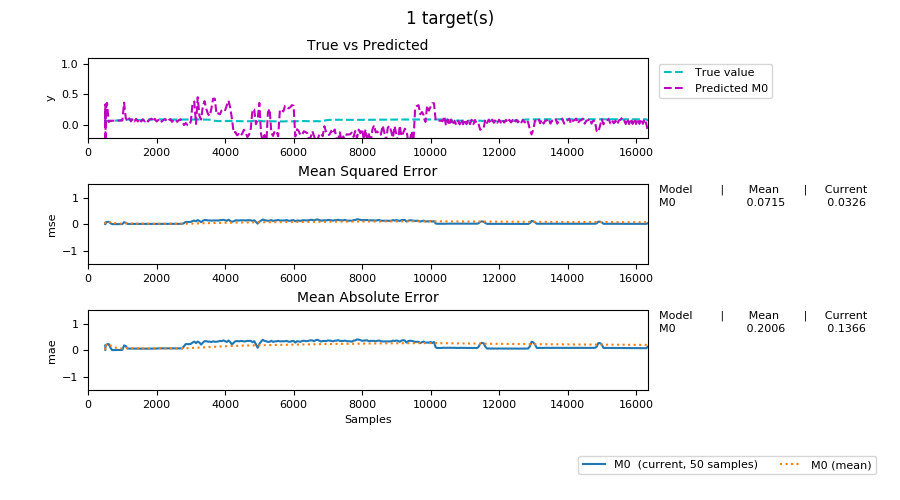 1 target(s)
True vs Predicted
1.0
0.5
0.0
y
0 2000 4000 6000 8000 10000 12000 14000 16000
True value
Predicted M0
Mean Squared Error
1
0
−1
mse
0 2000 4000 6000 8000 10000 12000 14000 16000
Model | Mean | Current
M0 0.0715 0.0326
Mean Absolute Error
1
0
−1
mae
0 2000 4000 6000 8000 10000 12000 14000 16000
Samples
Model | Mean | Current
M0 0.2006 0.1366
M0 (current, 50 samples) M0 (mean)